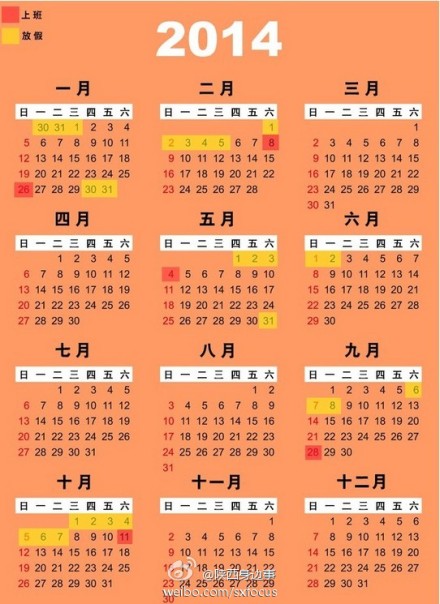 上班
放假
2014
一月
日 一 二 三 四 五 六
30 31 1 2 3 4
5 6 7 8 9 10 11
12 13 14 15 16 17 18
19 20 21 22 23 24 25
26 27 28 29 30 31
二月
日 一 二 三 四 五 六
1
2 3 4 5 6 7 8
9 10 11 12 13 14 15
16 17 18 19 20 21 22
23 24 25 26 27 28
三月
日 一 二 三 四 五 六
1
2 3 4 5 6 7 8
9 10 11 12 13 14 15
16 17 18 19 20 21 22
23 24 25 26 27 28 29
30 31
四月
日 一 二 三 四 五 六
1 2 3 4 5
6 7 8 9 10 11 12
13 14 15 16 17 18 19
20 21 22 23 24 25 26
27 28 29 30
五月
日 一 二 三 四 五 六
1 2 3
4 5 6 7 8 9 10
11 12 13 14 15 16 17
18 19 20 21 22 23 24
25 26 27 28 29 30 31
六月
日 一 二 三 四 五 六
1 2 3 4 5 6 7
8 9 10 11 12 13 14
15 16 17 18 19 20 21
22 23 24 25 26 27 28
29 30
七月
日 一 二 三 四 五 六
1 2 3 4 5
6 7 8 9 10 11 12
13 14 15 16 17 18 19
20 21 22 23 24 25 26
27 28 29 30 31
八月
日 一 二 三 四 五 六
1 2
3 4 5 6 7 8 9
10 11 12 13 14 15 16
17 18 19 20 21 22 23
24 25 26 27 28 29 30
31
九月
日 一 二 三 四 五 六
1 2 3 4 5 6
7 8 9 10 11 12 13
14 15 16 17 18 19 20
21 22 23 24 25 26 27
28 29 30
十月
日 一 二 三 四 五 六
1 2 3 4
5 6 7 8 9 10 11
12 13 14 15 16 17 18
19 20 21 22 23 24 25
26 27 28 29 30 31
十一月
日 一 二 三 四 五 六
1
2 3 4 5 6 7 8
9 10 11 12 13 14 15
16 17 18 19 20 21 22
23 24 25 26 27 28 29
30
十二月
日 一 二 三 四 五 六
1 2 3 4 5 6
7 8 9 10 11 12 13
14 15 16 17 18 19 20
21 22 23 24 25 26 27
28 29 30 31
@陕西身边事
weibo.com/sxfocus